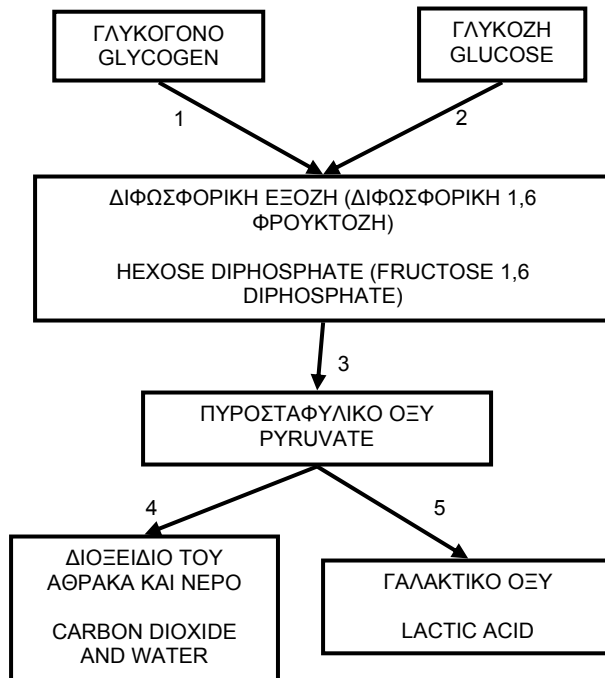 ΓΛΥΚΟΓΟΝΟ
GLYCOGEN
ΓΛΥΚΟΖΗ
GLUCOSE
1
2
ΔΙΦΩΣΦΟΡΙΚΗ ΕΞΟΖΗ (ΔΙΦΩΣΦΟΡΙΚΗ 1,6
ΦΡΟΥΚΤΟΖΗ)
HEXOSE DIPHOSPHATE (FRUCTOSE 1,6
DIPHOSPHATE)
3
ΠΥΡΟΣΤΑΦΥΛΙΚΟ ΟΞΥ
PYRUVATE
4
5
ΔΙΟΞΕΙΔΙΟ ΤΟΥ
ΑΘΡΑΚΑ ΚΑΙ ΝΕΡΟ
CARBON DIOXIDE
AND WATER
ΓΑΛΑΚΤΙΚΟ ΟΞΥ
LACTIC ACID